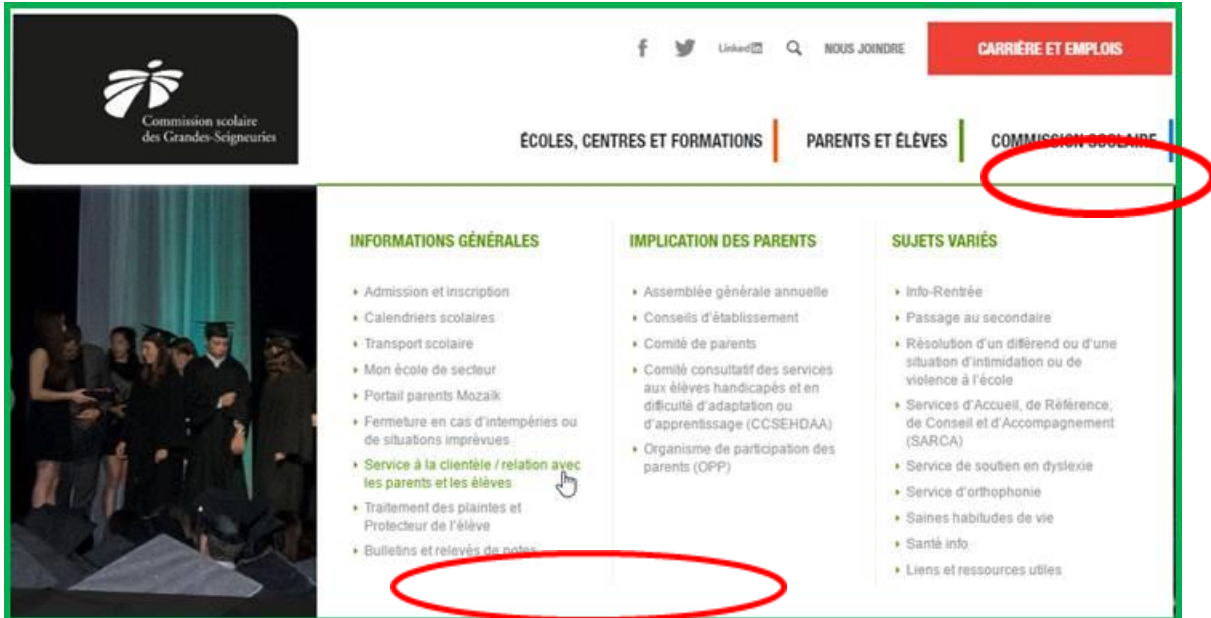 f LinkedIn NOUS JOINDRE CARRIÈRE ET EMPLOIS
Commission scolaire
des Grandes-Seigneuries
ÉCOLES, CENTRES ET FORMATIONS PARENTS ET ÉLÈVES COMMISSION SCOLAIRE
INFORMATIONS GÉNÉRALES
Admission et inscription
Calendriers scolaires
Transport scolaire
Mon école de secteur
Portail parents Mozaïk
Fermeture en cas d'intempéries ou
de situations imprévues
Service à la clientèle / relation avec
les parents et les élèves
Traitement des plaintes et
Protecteur de l'élève
Bulletins et relevés de notes
IMPLICATION DES PARENTS
Assemblée générale annuelle
Conseils d'établissement
Comité de parents
Comité consultatif des services
aux élèves handicapés et en
difficulté d'adaptation ou
d'apprentissage (CCSEHDAA)
Organisme de participation des
parents (OPP)
SUJETS VARIÉS
Info-Rentrée
Passage au secondaire
Résolution d'un différend ou d'une
situation d'intimidation ou de
violence à l'école
Services d'Accueil, de Référence,
de Conseil et d'Accompagnement
(SARCA)
Service de soutien en dyslexie
Service d'orthophonie
Saines habitudes de vie
Santé info
Liens et ressources utiles